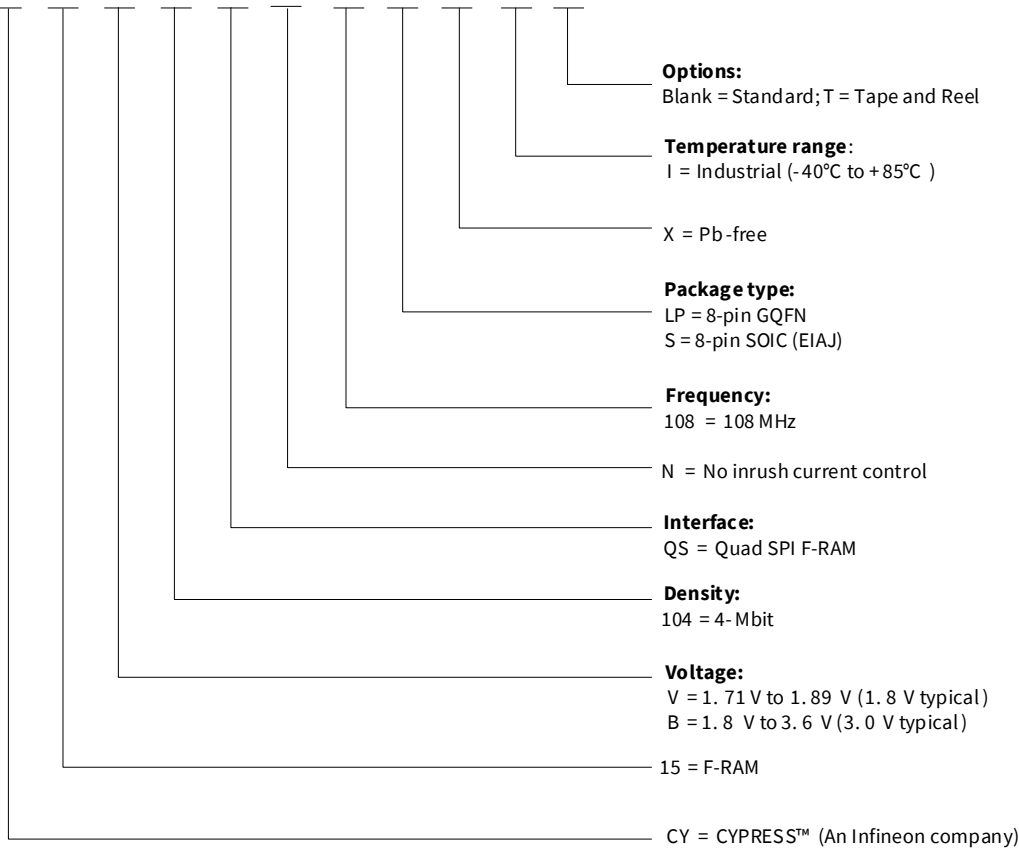 Options:
Blank = Standard; T = Tape and Reel
Temperature range:
I = Industrial (-40°C to +85°C )
X = Pb-free
Package type:
LP = 8-pin GQFN
S = 8-pin SOIC (EIAJ)
Frequency:
108 = 108 MHz
N = No inrush current control
Interface:
QS = Quad SPI F-RAM
Density:
104 = 4-Mbit
Voltage:
V = 1.71 V to 1.89 V (1.8 V typical)
B = 1.8 V to 3.6 V (3.0 V typical)
15 = F-RAM
CY = CYPRESS™ (An Infineon company)